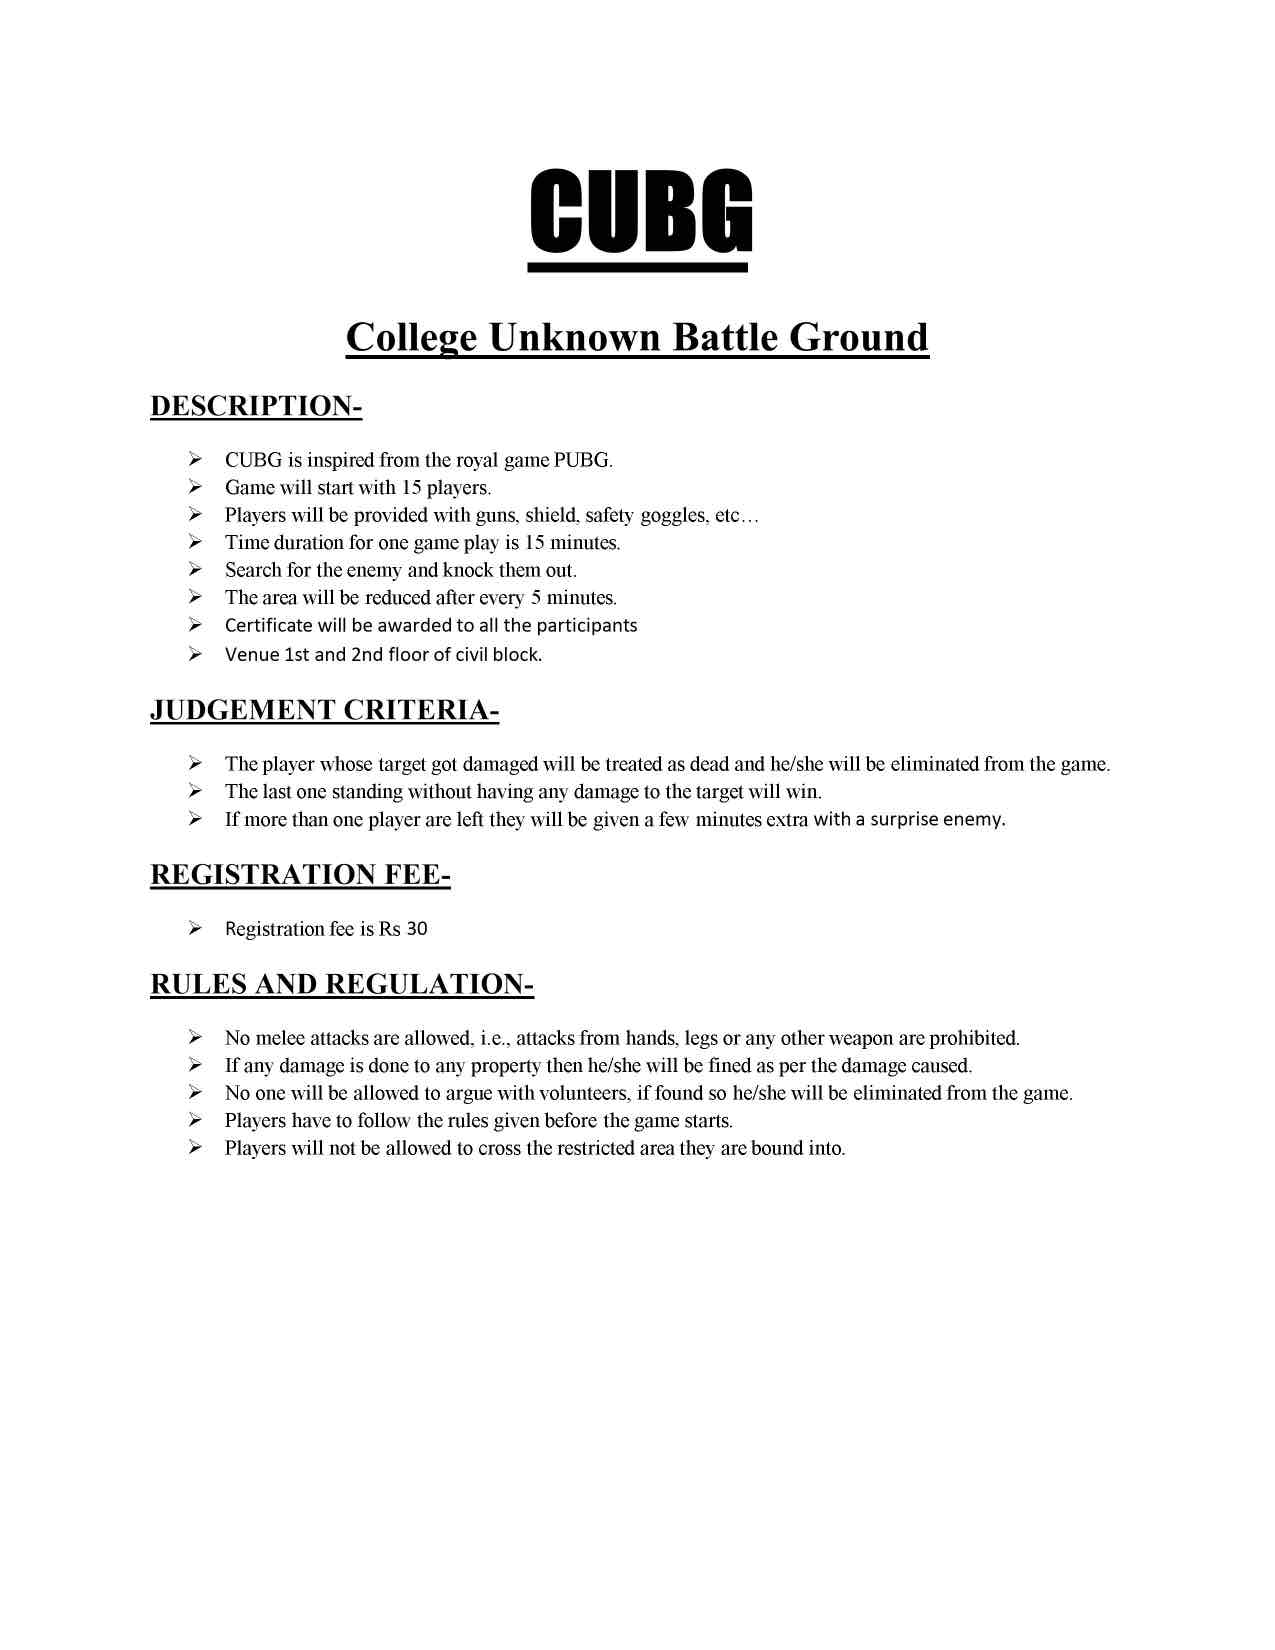 CUBG
College Unknown Battle Ground
DESCRIPTION-
➢ CUBG is inspired from the royal game PUBG.
➢ Game will start with 15 players.
➢ Players will be provided with guns, shield, safety goggles, etc…
➢ Time duration for one game play is 15 minutes.
➢ Search for the enemy and knock them out.
➢ The area will be reduced after every 5 minutes.
➢ Certificate will be awarded to all the participants
➢ Venue 1st and 2nd floor of civil block.
JUDGEMENT CRITERIA-
➢ The player whose target got damaged will be treated as dead and he/she will be eliminated from the game.
➢ The last one standing without having any damage to the target will win.
➢ If more than one player are left they will be given a few minutes extra with a surprise enemy.
REGISTRATION FEE-
➢ Registration fee is Rs 30
RULES AND REGULATION-
➢ No melee attacks are allowed, i.e., attacks from hands, legs or any other weapon are prohibited.
➢ If any damage is done to any property then he/she will be fined as per the damage caused.
➢ No one will be allowed to argue with volunteers, if found so he/she will be eliminated from the game.
➢ Players have to follow the rules given before the game starts.
➢ Players will not be allowed to cross the restricted area they are bound into.